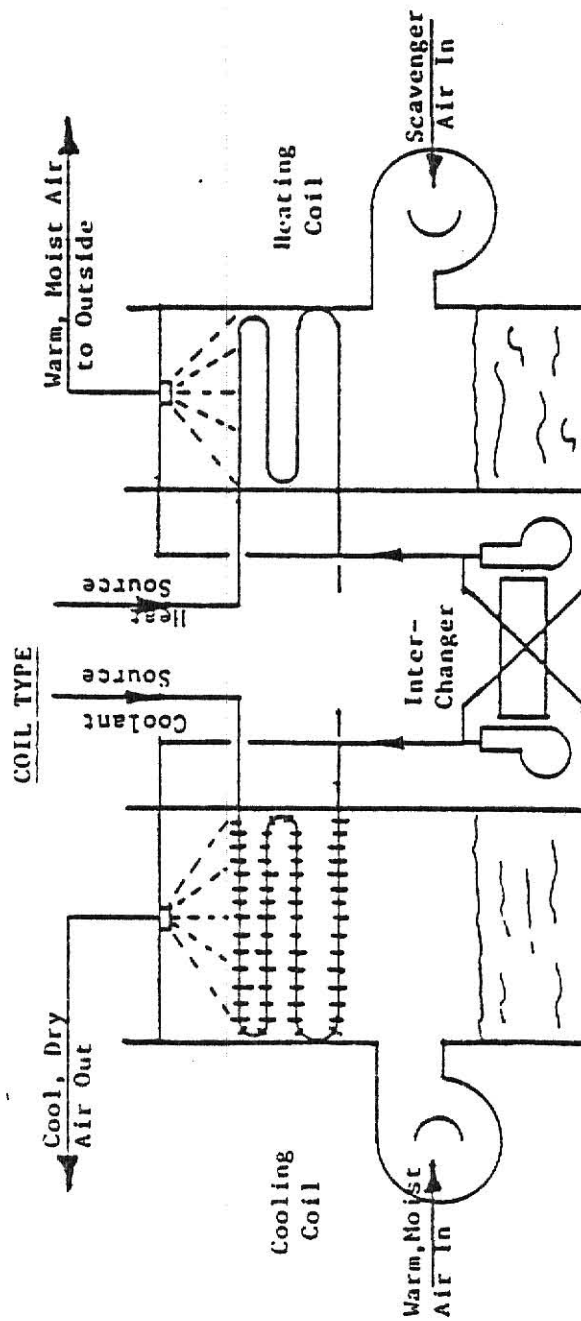 COIL TYPE
Cool, Dry
Air Out
Warm, Moist Air
to Outside
Coolant
Source
Heat
Source
Cooling
Coil
Heating
Coil
Warm,Moist
Air In
Inter-
Changer
Scavenger
Air In